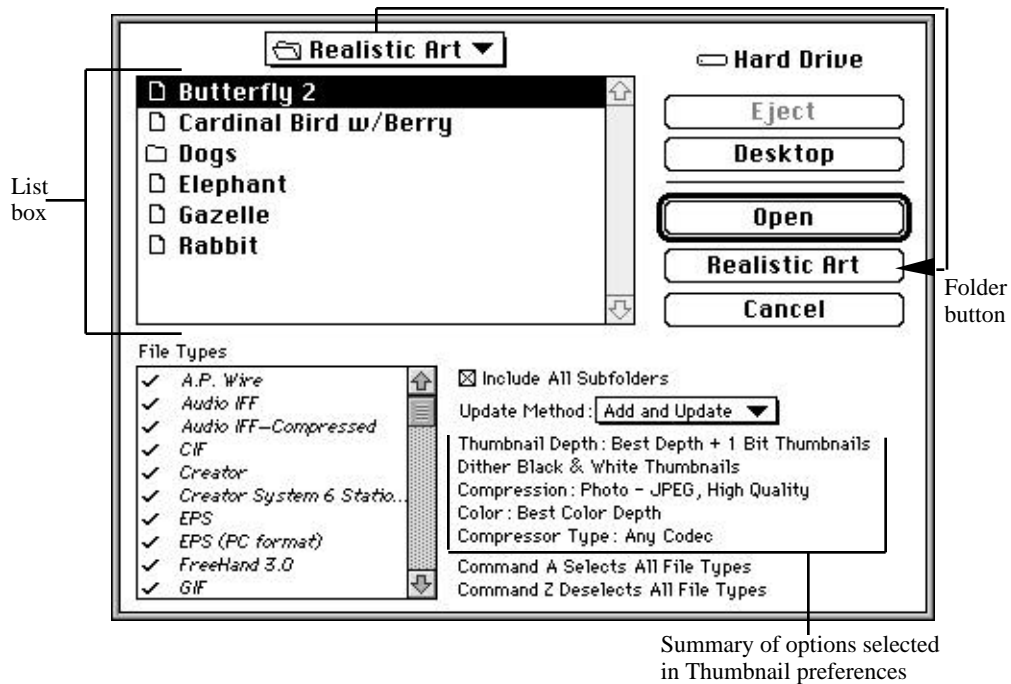 Realistic Art
Hard Drive
Butterfly 2
Cardinal Bird w/Berry
Dogs
Elephant
Gazelle
Rabbit
Eject
Desktop
Open
Realistic Art
Cancel
List
box
Folder
button
File Types
A.P. Wire
Audio IFF
Audio IFF-Compressed
CIF
Creator
Creator System 6 Statio...
EPS
EPS (PC format)
FreeHand 3.0
GIF
Include All Subfolders
Update Method: Add and Update
Thumbnail Depth: Best Depth + 1 Bit Thumbnails
Dither Black & White Thumbnails
Compression: Photo - JPEG, High Quality
Color: Best Color Depth
Compressor Type: Any Codec
Command A Selects All File Types
Command Z Deselects All File Types
Summary of options selected
in Thumbnail preferences